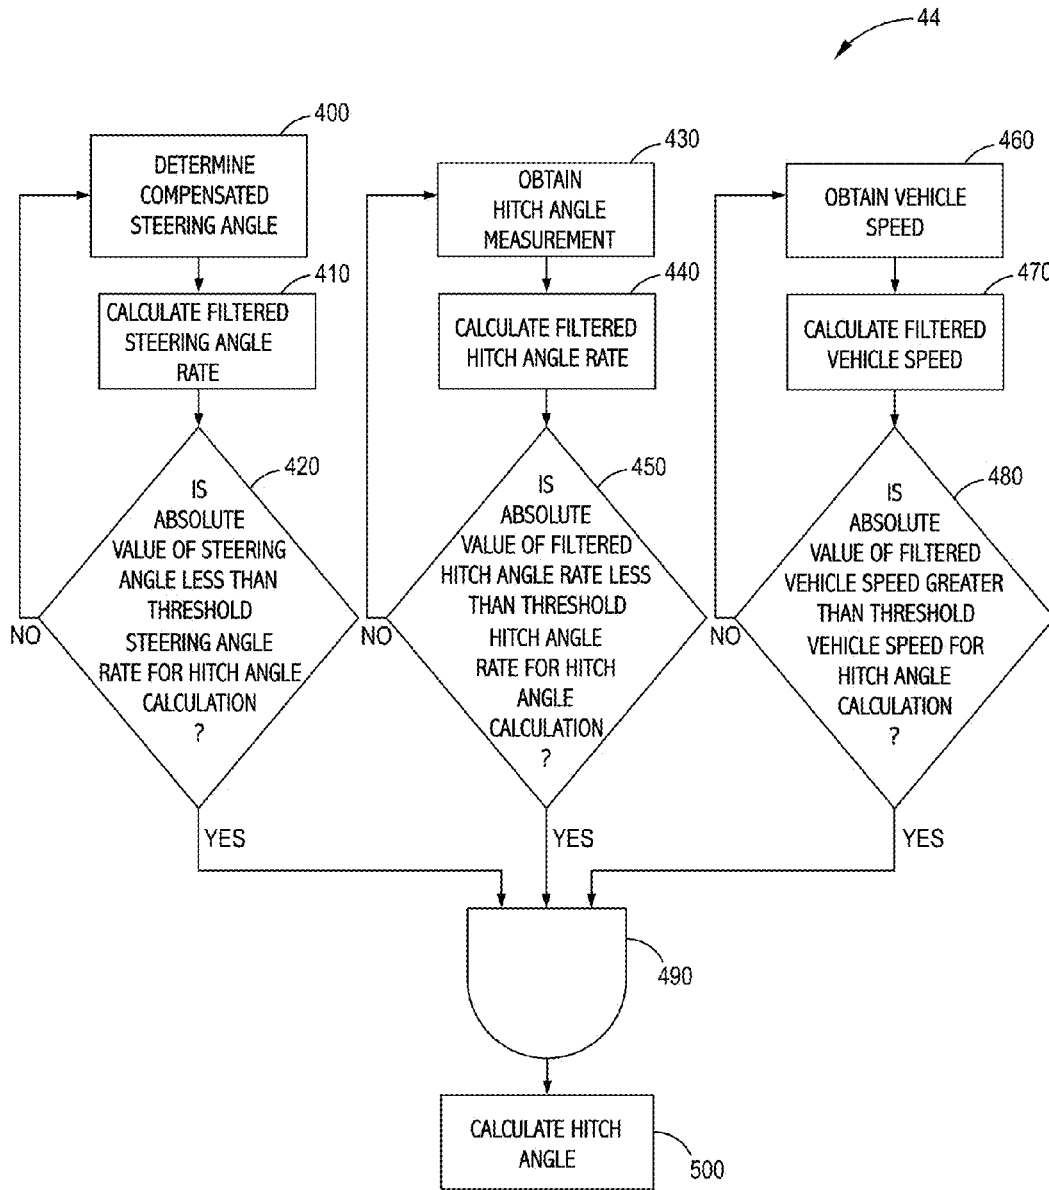 44
400
DETERMINE
COMPENSATED
STEERING ANGLE
410
CALCULATE FILTERED
STEERING ANGLE
RATE
420
IS
ABSOLUTE
VALUE OF STEERING
ANGLE LESS THAN
THRESHOLD
STEERING ANGLE
RATE FOR HITCH ANGLE
CALCULATION
?
NO
YES
430
OBTAIN
HITCH ANGLE
MEASUREMENT
440
CALCULATE FILTERED
HITCH ANGLE RATE
450
IS
ABSOLUTE
VALUE OF FILTERED
HITCH ANGLE RATE LESS
THAN THRESHOLD
HITCH ANGLE
RATE FOR HITCH
ANGLE
CALCULATION
?
NO
YES
460
OBTAIN VEHICLE
SPEED
470
CALCULATE FILTERED
VEHICLE SPEED
480
IS
ABSOLUTE
VALUE OF FILTERED
VEHICLE SPEED GREATER
THAN THRESHOLD
VEHICLE SPEED FOR
HITCH ANGLE
CALCULATION
?
NO
YES
490
CALCULATE HITCH
ANGLE
500